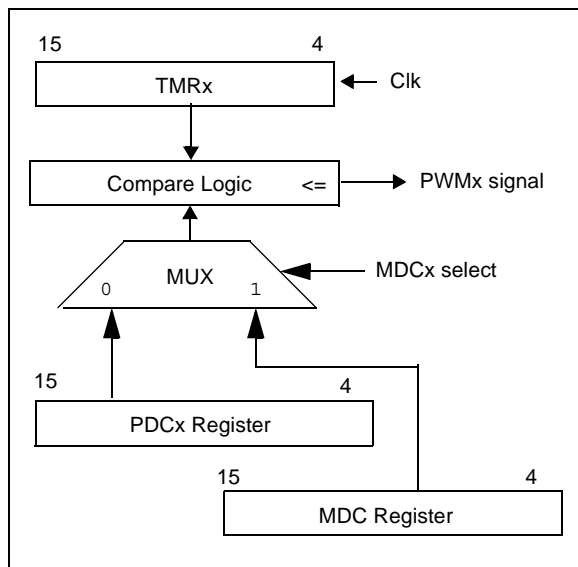 15 4
TMRx
Clk
Compare Logic <=
PWMx signal
MUX
MDCx select
0 1
15 4
PDCx Register
15 4
MDC Register